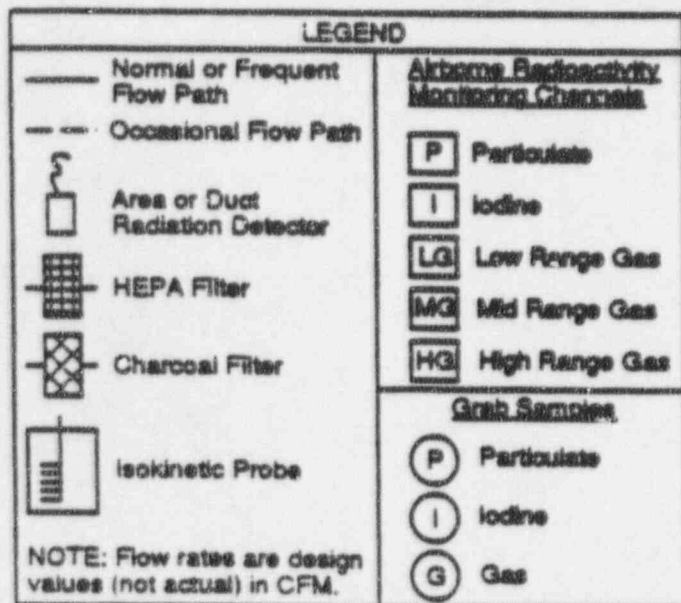 LEGEND
Normal or Frequent
Flow Path
Occasional Flow Path
Area or Duct
Radiation Detector
HEPA Filter
Charcoal Filter
Isokinetic Probe
NOTE: Flow rates are design
values (not actual) in CFM.
Airborne Radioactivity
Monitoring Channels
P Particulate
I Iodine
LG Low Range Gas
MG Mid Range Gas
HG High Range Gas
Grab Samples
P Particulate
I Iodine
G Gas